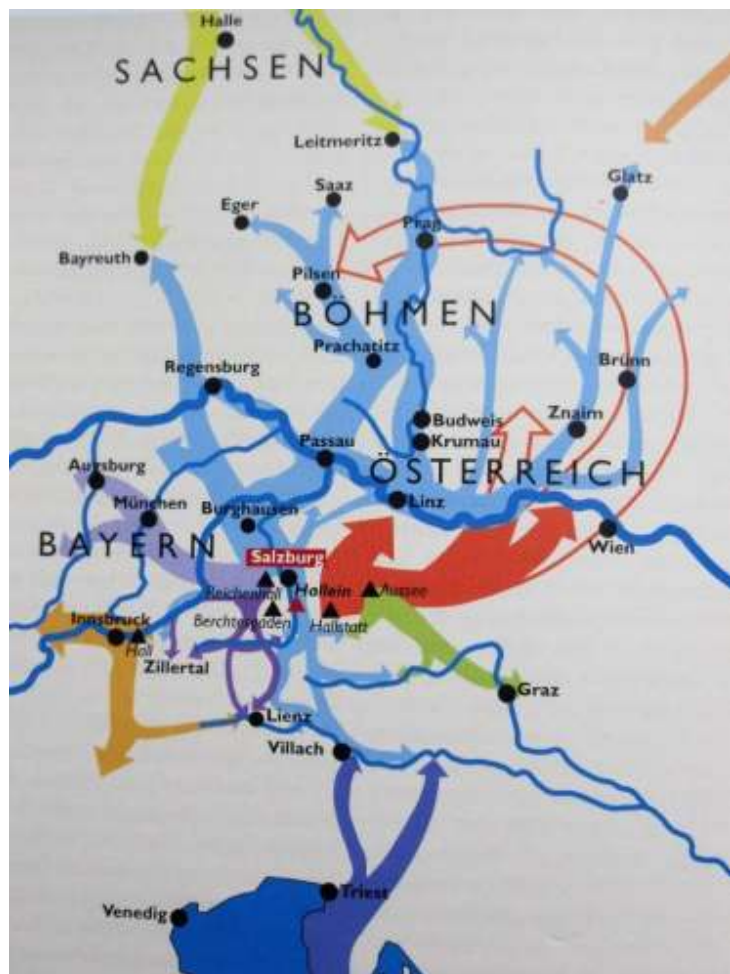 Halle
SACHSEN
Leitmeritz
Glatz
Saaz
Eger
Prag
Bayreuth
Pilsen
BÖHMEN
Prachatitz
Brünn
Regensburg
Znaim
Budweis
Krumau
Passau
ÖSTERREICH
Augsburg
München
Burghausen
Linz
BAYERN
Wien
Salzburg
Reichenhall
Hallein
Aussee
Berchtesgaden
Hallstatt
Innsbruck
Hall
Zillertal
Graz
Lienz
Villach
Triest
Venedig